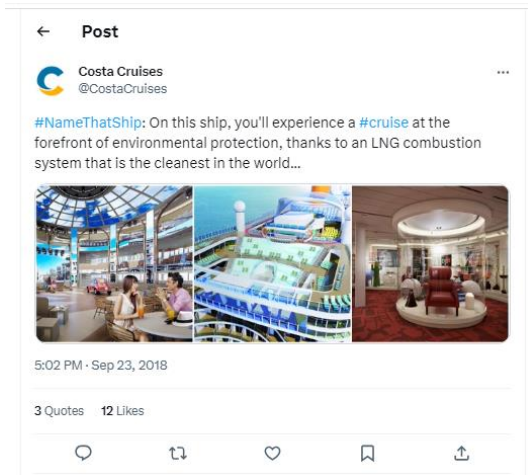 Post
Costa Cruises
@CostaCruises
#NameThatShip: On this ship, you'll experience a #cruise at the
forefront of environmental protection, thanks to an LNG combustion
system that is the cleanest in the world...
5:02 PM · Sep 23, 2018
3 Quotes 12 Likes